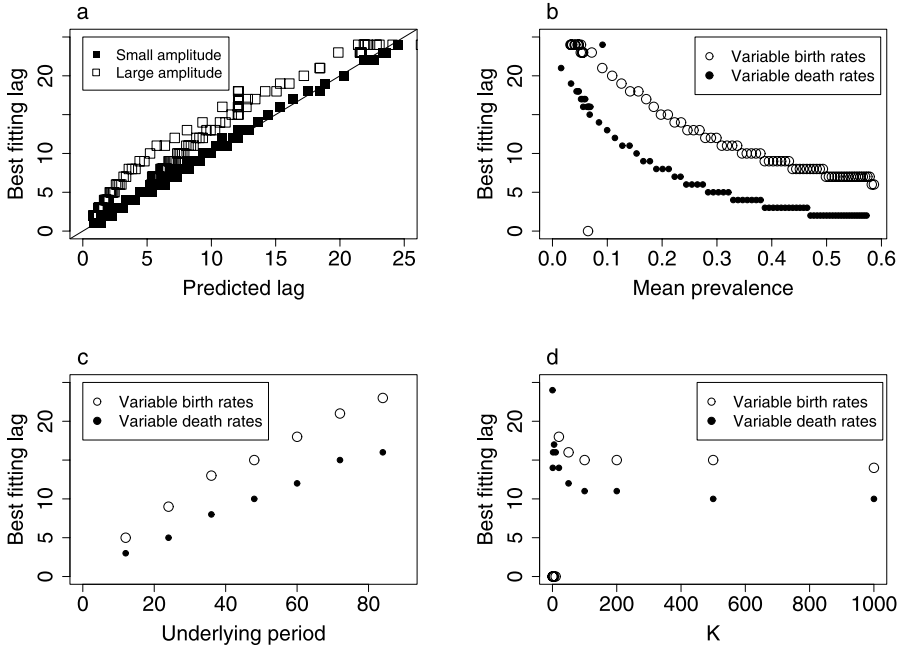 a
Best fitting lag
0 5 10 20
Small amplitude
Large amplitude
0 5 10 15 20 25
Predicted lag
b
Best fitting lag
0 5 10 20
Variable birth rates
Variable death rates
0.0 0.1 0.2 0.3 0.4 0.5 0.6
Mean prevalence
c
Best fitting lag
0 5 10 20
Variable birth rates
Variable death rates
0 20 40 60 80
Underlying period
d
Best fitting lag
0 5 10 20
Variable birth rates
Variable death rates
0 200 400 600 800 1000
K